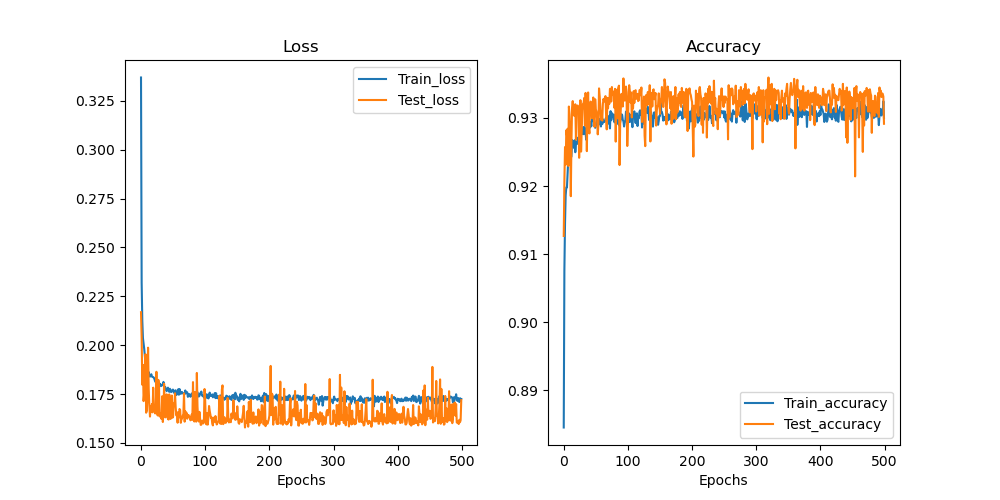 Loss
Train_loss
Test_loss
0.325
0.300
0.275
0.250
0.225
0.200
0.175
0.150
0 100 200 300 400 500
Epochs
Accuracy
0.93
0.92
0.91
0.90
0.89
Train_accuracy
Test_accuracy
0 100 200 300 400 500
Epochs